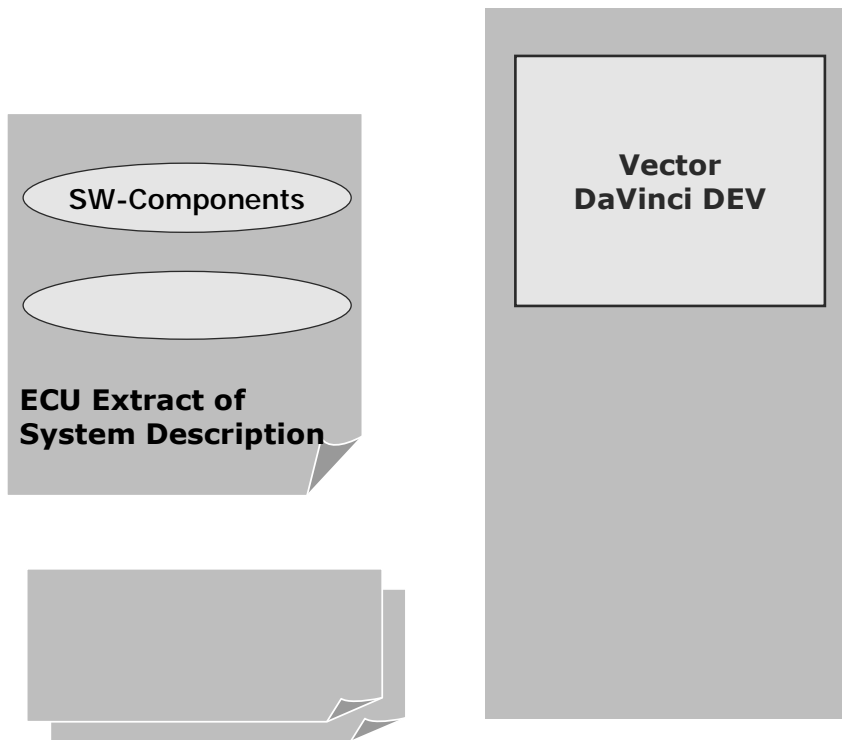 SW-Components
ECU Extract of
System Description
Vector
DaVinci DEV